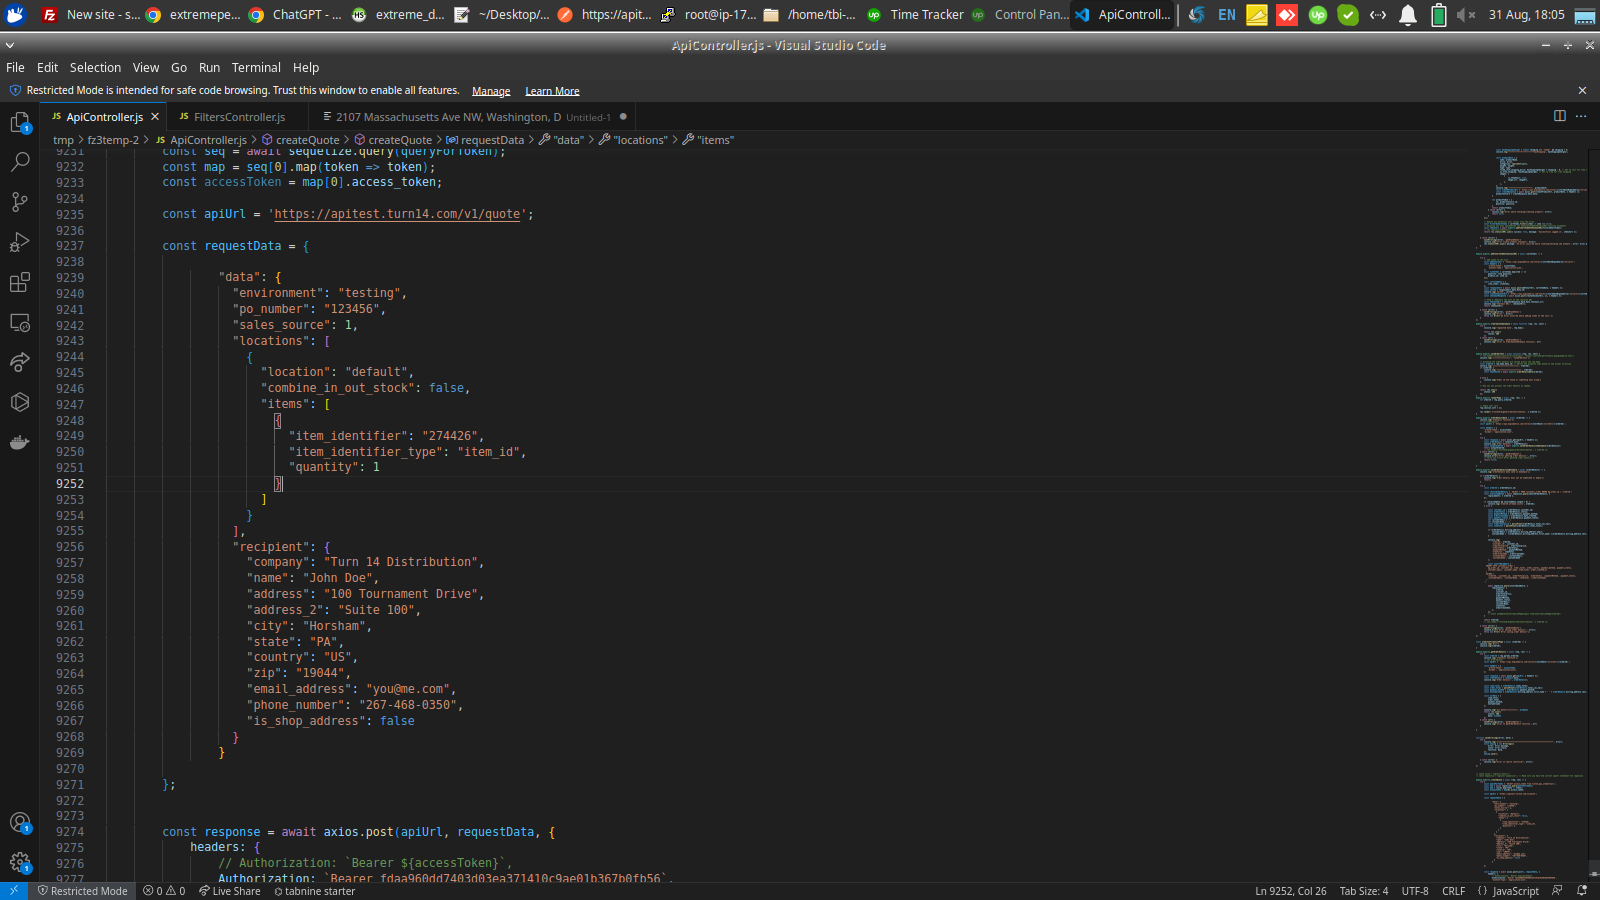 New site - s...
extremepe...
ChatGPT - ...
extreme_d...
~/Desktop/...
https://apit...
root@ip-17...
/home/tbi-...
Time Tracker
Control Pan...
ApiControll...
EN
31 Aug, 18:05
ApiController.js - Visual Studio Code
File Edit Selection View Go Run Terminal Help
Restricted Mode is intended for safe code browsing. Trust this window to enable all features. Manage Learn More
JS ApiController.js
JS FiltersController.js
2107 Massachusetts Ave NW, Washington, D Untitled-1
tmp > fz3temp-2 > JS ApiController.js > createQuote > createQuote > requestData > "data" > "locations" > "items"
9231 const seq = await sequelize.query(queryForToken);
9232 const map = seq[0].map(token => token);
9233 const accessToken = map[0].access_token;
9234
9235 const apiUrl = 'https://apitest.turn14.com/v1/quote';
9236
9237 const requestData = {
9238
9239 "data": {
9240 "environment": "testing",
9241 "po_number": "123456",
9242 "sales_source": 1,
9243 "locations": [
9244 {
9245 "location": "default",
9246 "combine_in_out_stock": false,
9247 "items": [
9248 {
9249 "item_identifier": "274426",
9250 "item_identifier_type": "item_id",
9251 "quantity": 1
9252 }
9253 ]
9254 }
9255 ],
9256 "recipient": {
9257 "company": "Turn 14 Distribution",
9258 "name": "John Doe",
9259 "address": "100 Tournament Drive",
9260 "address_2": "Suite 100",
9261 "city": "Horsham",
9262 "state": "PA",
9263 "country": "US",
9264 "zip": "19044",
9265 "email_address": "you@me.com",
9266 "phone_number": "267-468-0350",
9267 "is_shop_address": false
9268 }
9269 }
9270
9271 };
9272
9273
9274 const response = await axios.post(apiUrl, requestData, {
9275 headers: {
9276 // Authorization: `Bearer ${accessToken}`,
9277 Authorization: `Bearer fdaa960dd7403d03ea371410c9ae01b367b0fb56`,
Restricted Mode 0 0 Live Share tabnine starter Ln 9252, Col 26 Tab Size: 4 UTF-8 CRLF {} JavaScript